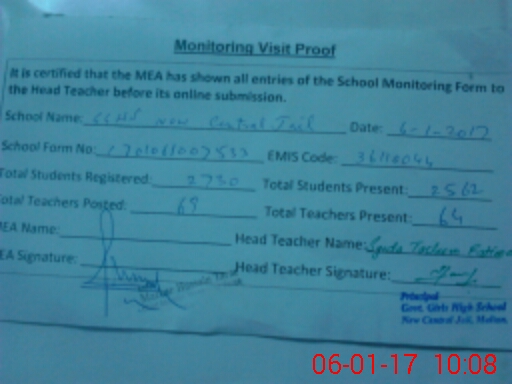 Monitoring Visit Proof
It is certified that the MEA has shown all entries of the School Monitoring Form to
the Head Teacher before its online submission.
School Name: GGHS New Central Jail Date: 6-1-2017
School Form No: EMIS Code:
Total Students Registered: 2730 Total Students Present: 2562
Total Teachers Posted: 69 Total Teachers Present: 64
MEA Name: Head Teacher Name: Syeda Tasleem Fatima
MEA Signature: Head Teacher Signature:
Principal
Govt. Girls High School
New Central Jail, Multan.
06-01-17 10:08